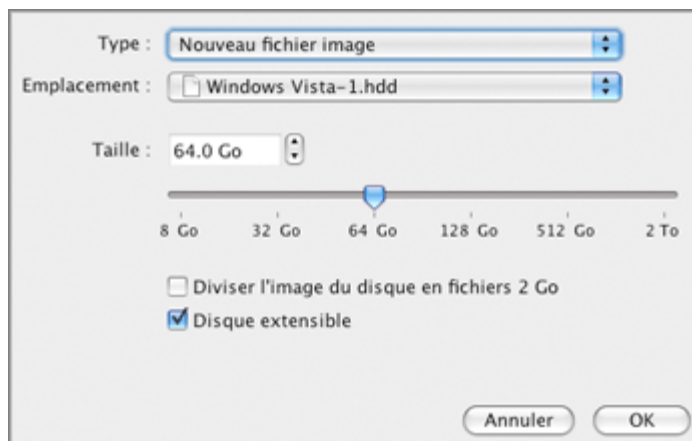 Type : Nouveau fichier image
Emplacement : Windows Vista-1.hdd
Taille : 64.0 Go
8 Go 32 Go 64 Go 128 Go 512 Go 2 To
Diviser l'image du disque en fichiers 2 Go
Disque extensible
Annuler OK